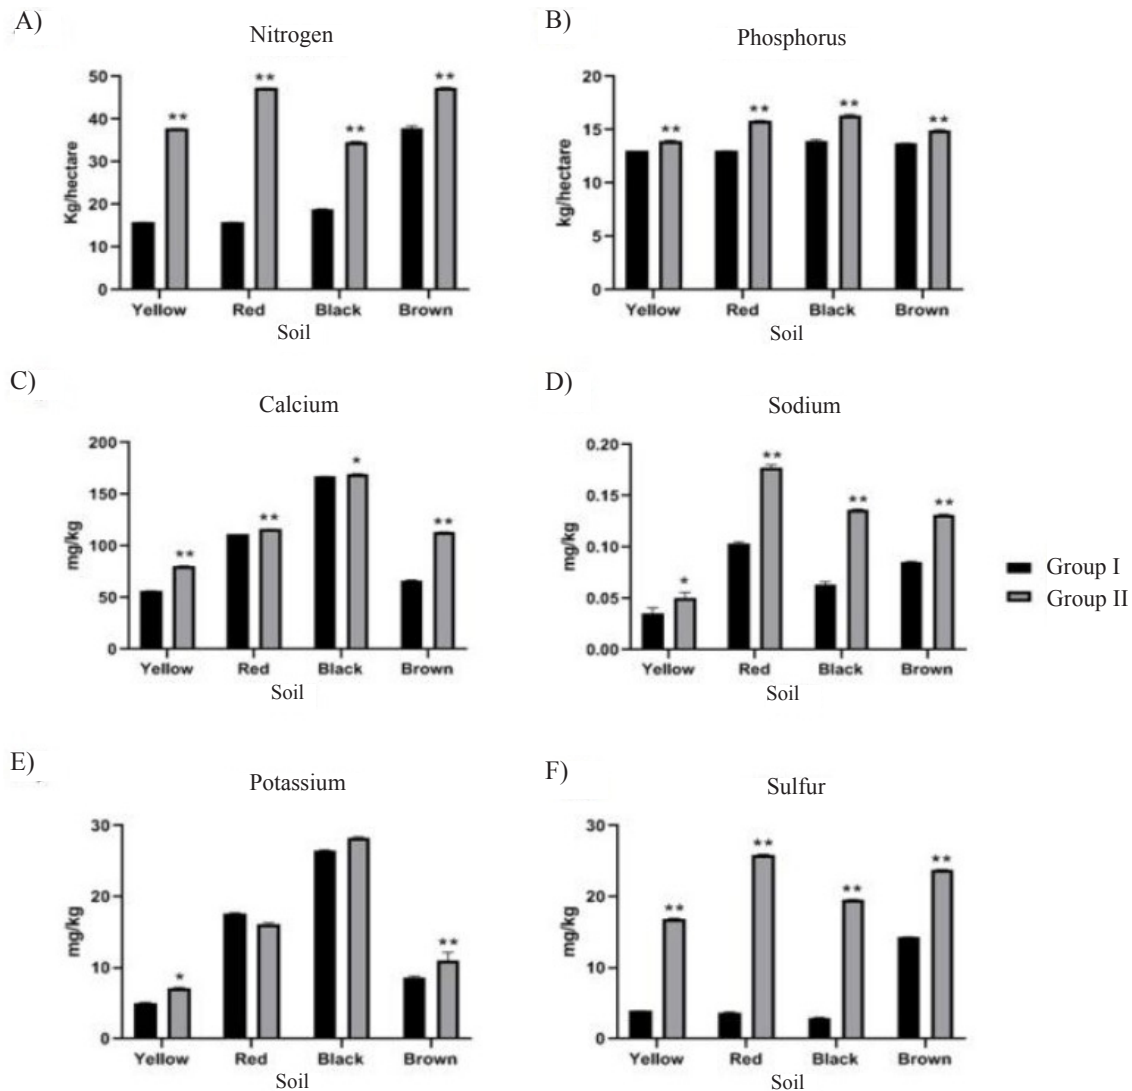 A)
Nitrogen
50
40
30
20
10
0
Kg/hectare
**
**
**
**
Yellow Red Black Brown
Soil
B)
Phosphorus
20
15
10
5
0
kg/hectare
**
**
**
**
Yellow Red Black Brown
Soil
C)
Calcium
200
150
100
50
0
mg/kg
**
**
*
**
Yellow Red Black Brown
Soil
D)
Sodium
0.20
0.15
0.10
0.05
0.00
mg/kg
*
**
**
**
Yellow Red Black Brown
Soil
Group I
Group II
E)
Potassium
30
20
10
0
mg/kg
*
**
Yellow Red Black Brown
Soil
F)
Sulfur
30
20
10
0
mg/kg
**
**
**
**
Yellow Red Black Brown
Soil